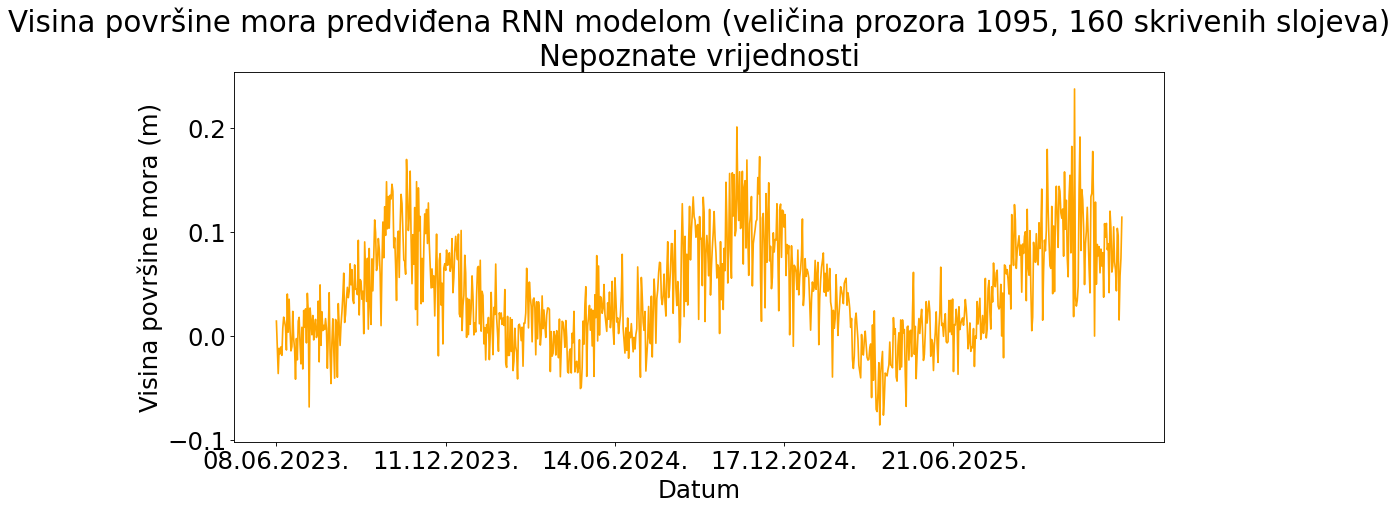 Visina površine mora predviđena RNN modelom (veličina prozora 1095, 160 skrivenih slojeva)
Nepoznate vrijednosti
Visina površine mora (m)
0.2
0.1
0.0
−0.1
08.06.2023. 11.12.2023. 14.06.2024. 17.12.2024. 21.06.2025.
Datum